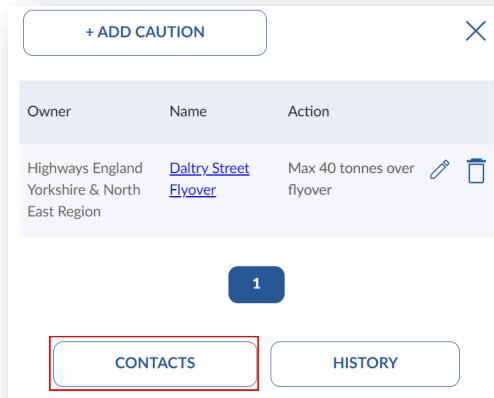 + ADD CAUTION
Owner Name Action
Highways England Daltry Street Max 40 tonnes over
Yorkshire & North Flyover flyover
East Region
1
CONTACTS HISTORY